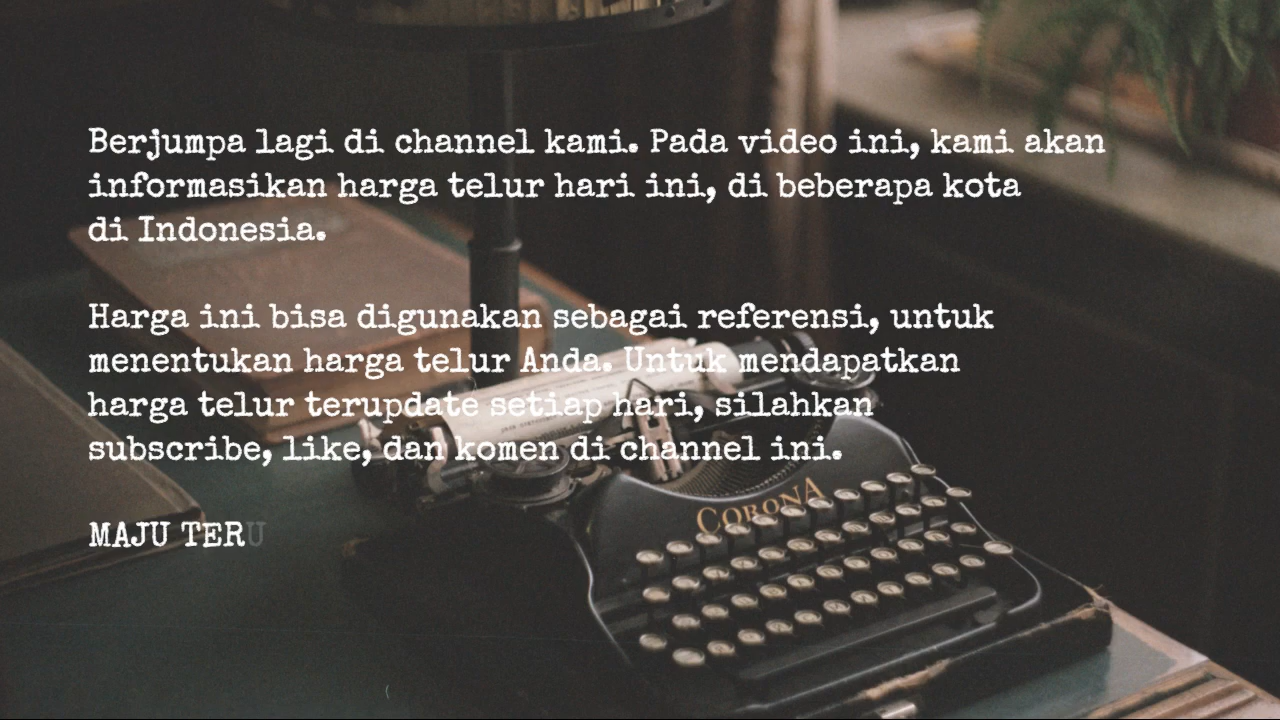 Berjumpa lagi di channel kami. Pada video ini, kami akan
informasikan harga telur hari ini, di beberapa kota
di Indonesia.
Harga ini bisa digunakan sebagai referensi, untuk
menentukan harga telur Anda. Untuk mendapatkan
harga telur terupdate setiap hari, silahkan
subscribe, like, dan komen di channel ini.
MAJU TERU
CORONA